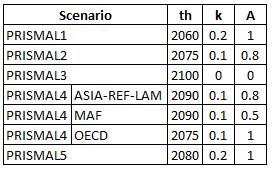 Scenario th k A
PRISMAL1 2060 0.2 1
PRISMAL2 2075 0.1 0.8
PRISMAL3 2100 0 0
PRISMAL4 ASIA-REF-LAM 2090 0.1 0.8
PRISMAL4 MAF 2090 0.1 0.5
PRISMAL4 OECD 2075 0.1 1
PRISMAL5 2080 0.2 1